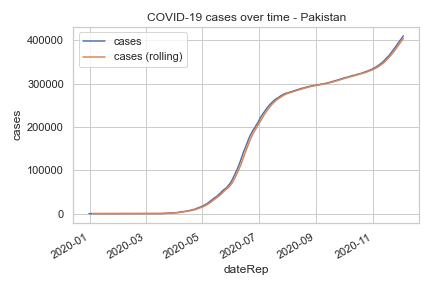 COVID-19 cases over time - Pakistan
cases
cases (rolling)
400000
300000
200000
100000
0
cases
2020-01
2020-03
2020-05
2020-07
2020-09
2020-11
dateRep